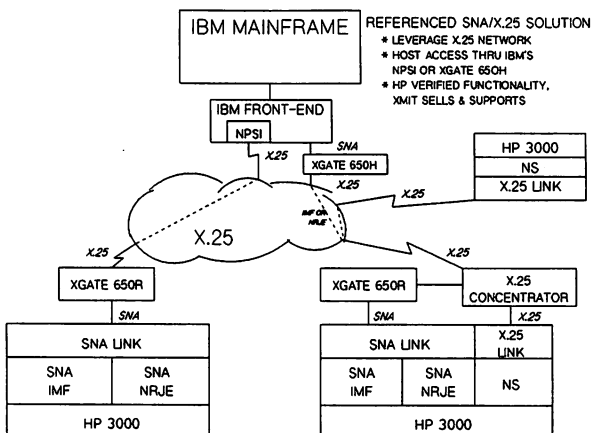 IBM MAINFRAME
REFERENCED SNA/X.25 SOLUTION
* LEVERAGE X.25 NETWORK
* HOST ACCESS THRU IBM'S
NPSI OR XGATE 650H
* HP VERIFIED FUNCTIONALITY,
XMIT SELLS & SUPPORTS
IBM FRONT-END
NPSI
X.25
SNA
XGATE 650H
X.25
X.25
HP 3000
NS
X.25 LINK
IMF OR
NRJE
X.25
X.25
X.25
XGATE 650R
SNA
XGATE 650R
SNA
X.25
CONCENTRATOR
X.25
SNA LINK
SNA
IMF
SNA
NRJE
HP 3000
SNA LINK
X.25
LINK
SNA
IMF
SNA
NRJE
NS
HP 3000